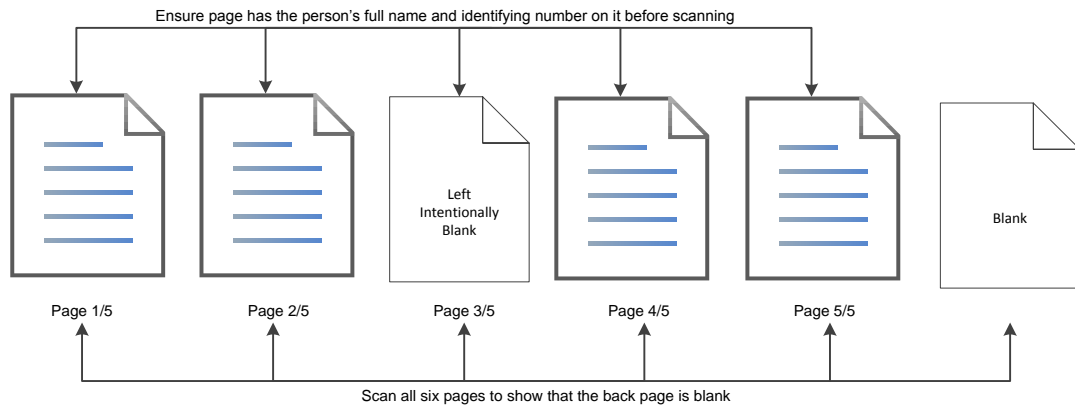 Ensure page has the person's full name and identifying number on it before scanning
Left
Intentionally
Blank
Blank
Page 1/5
Page 2/5
Page 3/5
Page 4/5
Page 5/5
Scan all six pages to show that the back page is blank